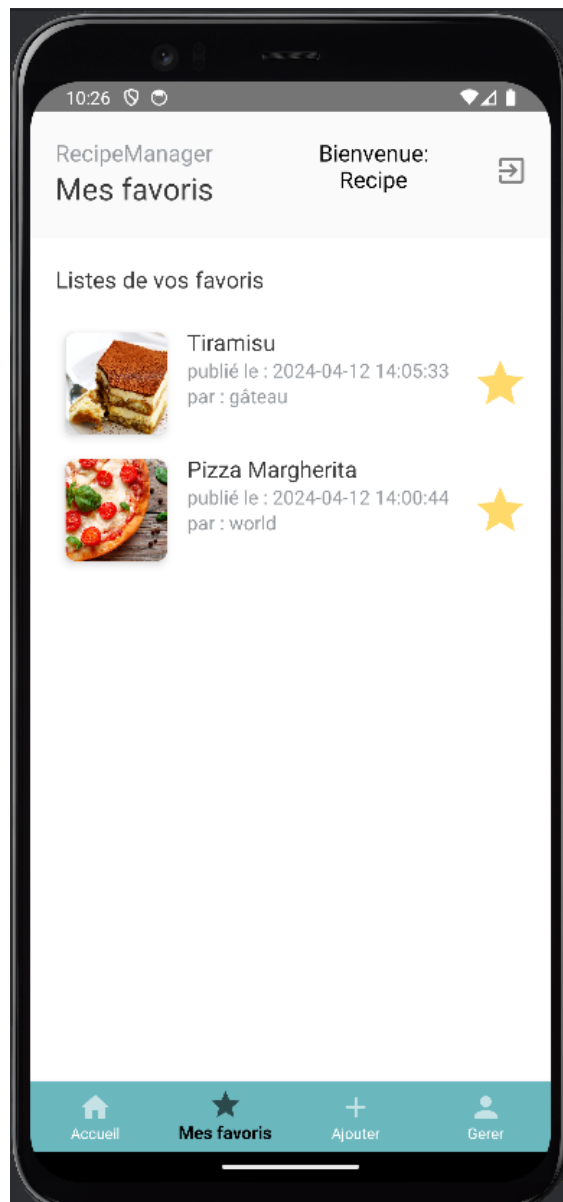 10:26
RecipeManager
Mes favoris
Bienvenue:
Recipe
Listes de vos favoris
Tiramisu
publié le : 2024-04-12 14:05:33
par : gâteau
Pizza Margherita
publié le : 2024-04-12 14:00:44
par : world
Accueil
Mes favoris
Ajouter
Gerer